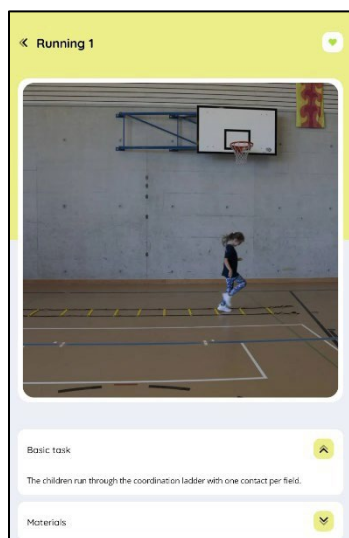 Running 1
Basic task
The children run through the coordination ladder with one contact per field.
Materials